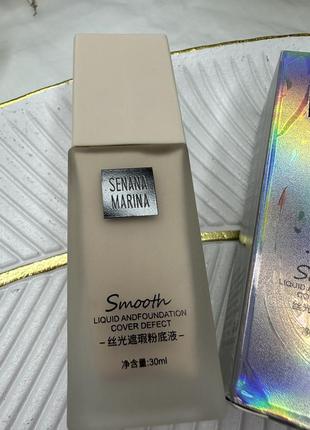 SENANA
MARINA
Smooth
LIQUID ANDFOUNDATION
COVER DEFECT
-丝光遮瑕粉底液-
净含量:30ml